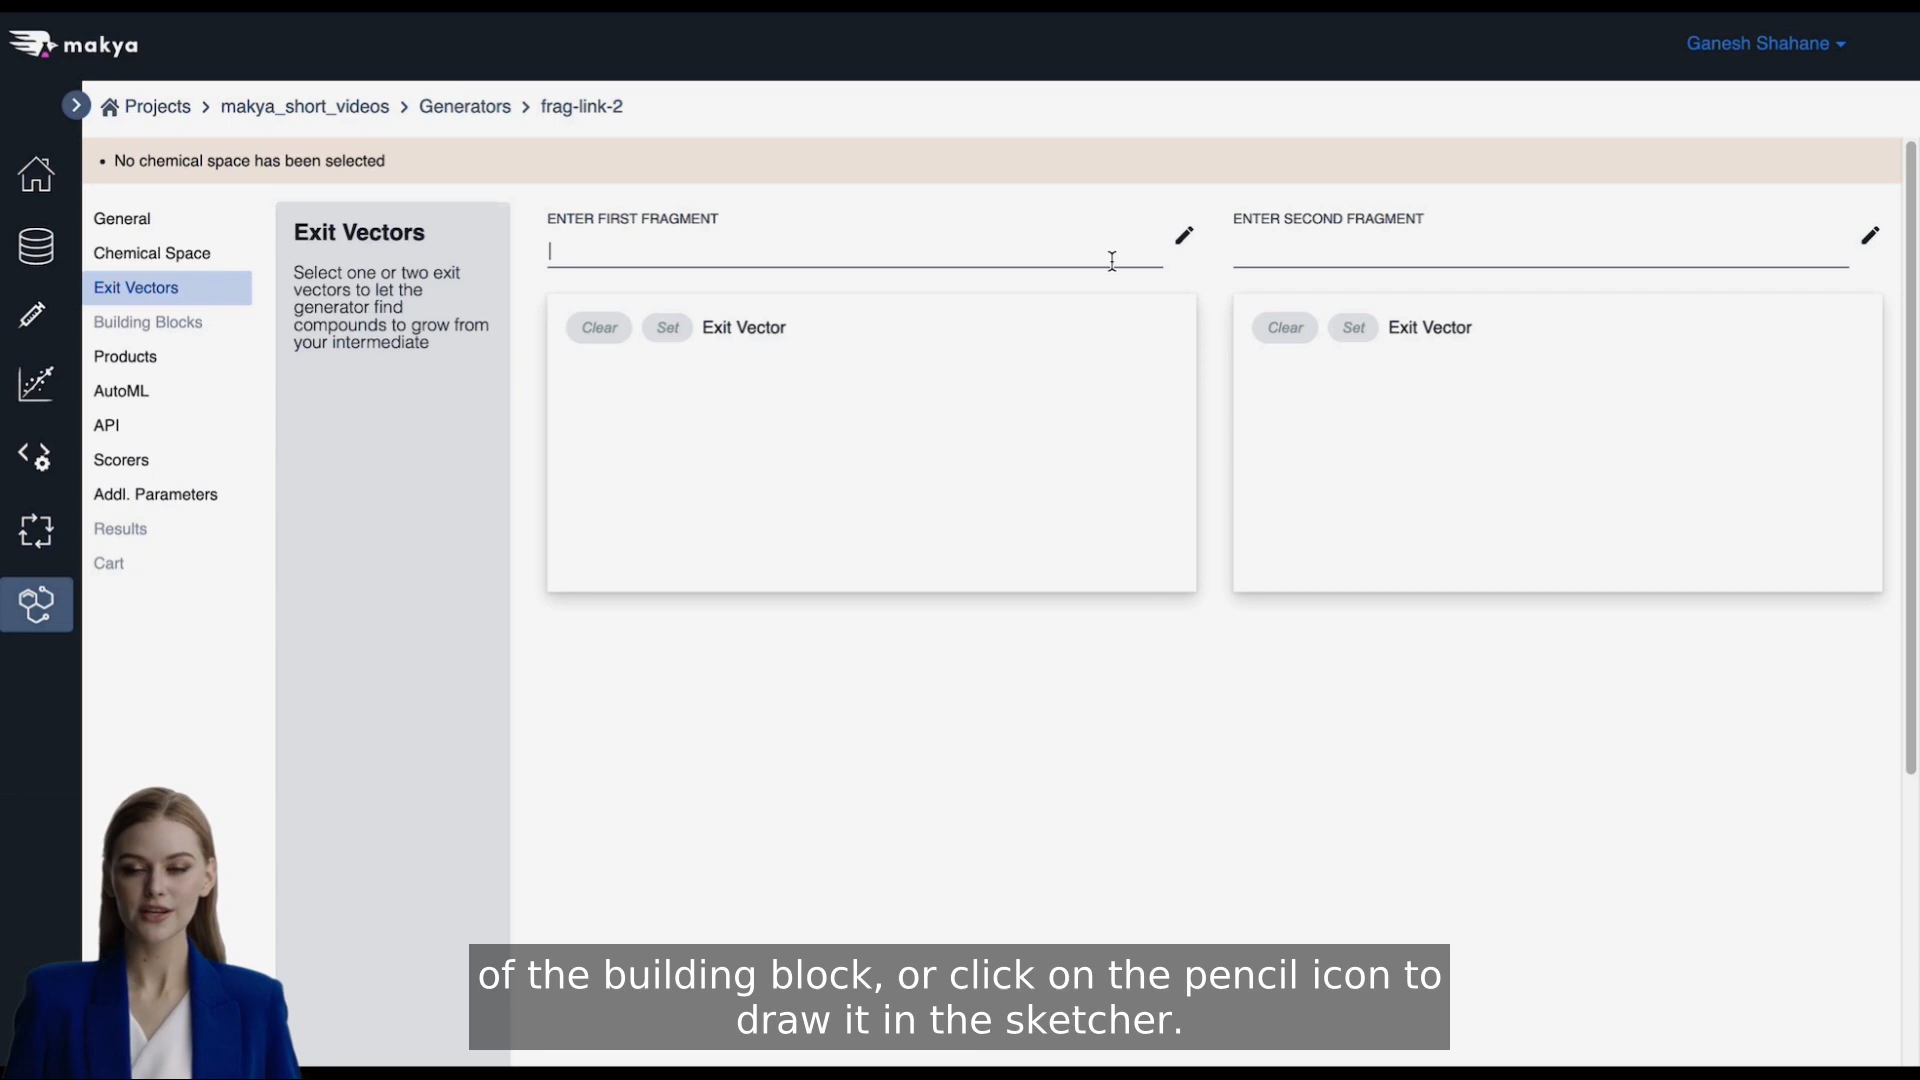 makya
Ganesh Shahane
Projects > makya_short_videos > Generators > frag-link-2
• No chemical space has been selected
General
Chemical Space
Exit Vectors
Building Blocks
Products
AutoML
API
Scorers
Addl. Parameters
Results
Cart
Exit Vectors
Select one or two exit
vectors to let the
generator find
compounds to grow from
your intermediate
ENTER FIRST FRAGMENT
Clear Set Exit Vector
ENTER SECOND FRAGMENT
Clear Set Exit Vector
of the building block, or click on the pencil icon to
draw it in the sketcher.